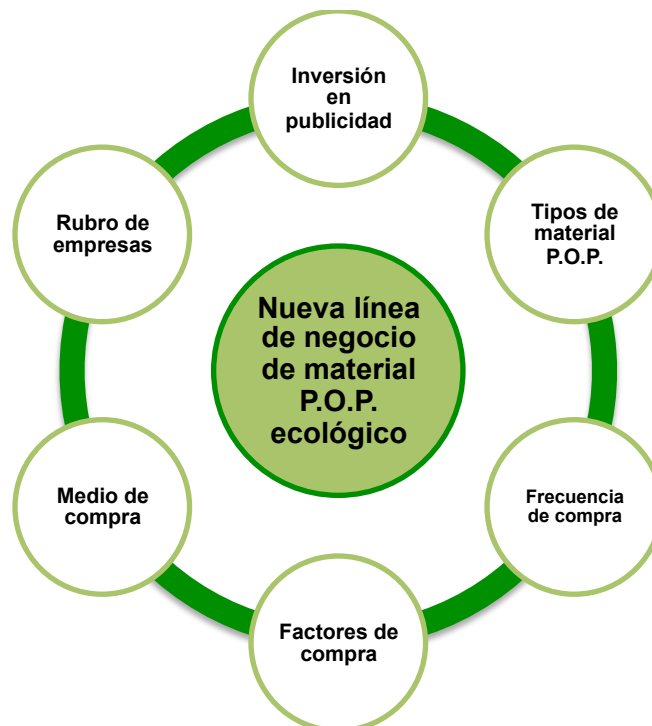 Inversión
en
publicidad
Tipos de
material
P.O.P.
Frecuencia
de compra
Factores de
compra
Medio de
compra
Rubro de
empresas
Nueva línea
de negocio
de material
P.O.P.
ecológico